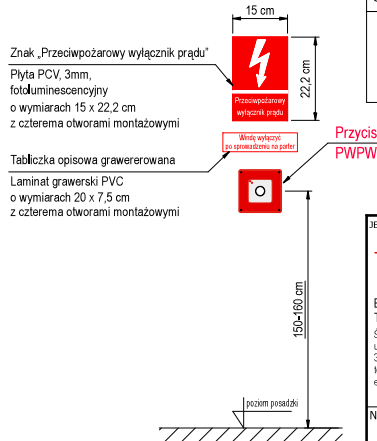 15 cm
Znak „Przeciwpożarowy wyłącznik prądu"
Płyta PCV, 3mm,
fotoluminescencyjny
o wymiarach 15 x 22,2 cm
z czterema otworami montażowymi
22,2 cm
Przeciwpożarowy
wyłącznik prądu
Windę wyłączyć
po sprowadzeniu na parter
Tabliczka opisowa grawererowana
Laminat grawerski PVC
o wymiarach 20 x 7,5 cm
z czterema otworami montażowymi
Przycis
PWPW
150-160 cm
poziom posadzki
JE